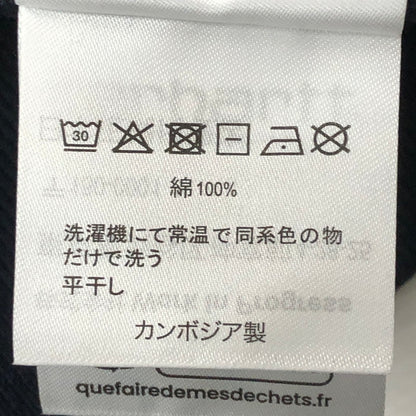 30
綿100%
洗濯機にて常温で同系色の物
だけで洗う
平干し
カンボジア製
quefairedemesdechets.fr